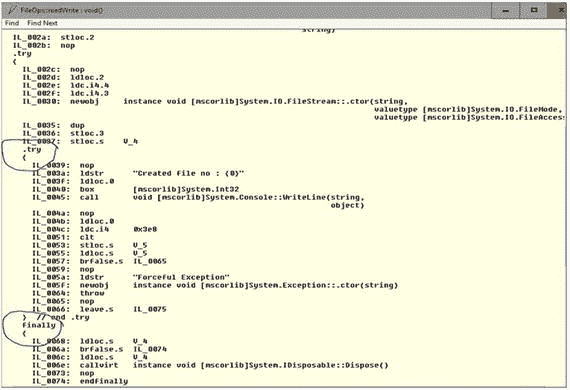 FileOps::readWrite : void()
Find Find Next
string)
IL_002a: stloc.2
IL_002b: nop
.try
{
IL_002c: nop
IL_002d: ldloc.2
IL_002e: ldc.i4.4
IL_002f: ldc.i4.3
IL_0030: newobj instance void [mscorlib]System.IO.FileStream::.ctor(string,
valuetype [mscorlib]System.IO.FileMode,
valuetype [mscorlib]System.IO.FileAccess
IL_0035: dup
IL_0036: stloc.3
IL_0037: stloc.s V_4
.try
{
IL_0039: nop
IL_003a: ldstr "Created file no : {0}"
IL_003f: ldloc.0
IL_0040: box [mscorlib]System.Int32
IL_0045: call void [mscorlib]System.Console::WriteLine(string,
object)
IL_004a: nop
IL_004b: ldloc.0
IL_004c: ldc.i4 0x3e8
IL_0051: clt
IL_0053: stloc.s V_5
IL_0055: ldloc.s V_5
IL_0057: brfalse.s IL_0065
IL_0059: nop
IL_005a: ldstr "Forceful Exception"
IL_005f: newobj instance void [mscorlib]System.Exception::.ctor(string)
IL_0064: throw
IL_0065: nop
IL_0066: leave.s IL_0075
} // end .try
finally
{
IL_0068: ldloc.s V_4
IL_006a: brfalse.s IL_0074
IL_006c: ldloc.s V_4
IL_006e: callvirt instance void [mscorlib]System.IDisposable::Dispose()
IL_0073: nop
IL_0074: endfinally